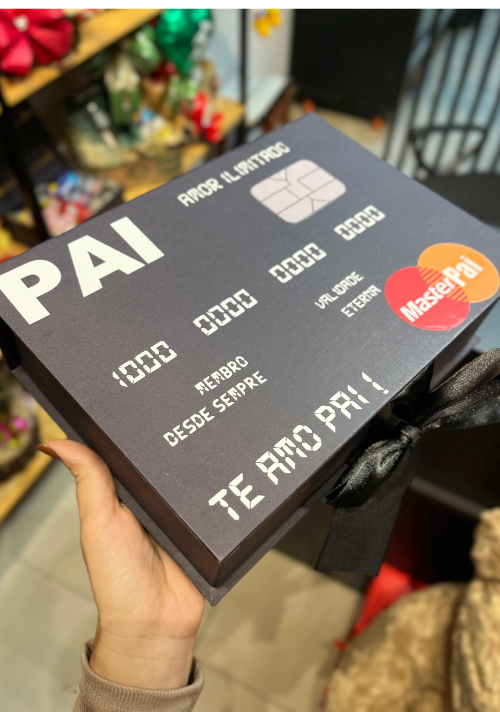 AMOR ILIMITADO
PAI
1000 0000 0000 0000
VALIDADE
ETERNA
MasterPai
MEMBRO
DESDE SEMPRE
TE AMO PAI !